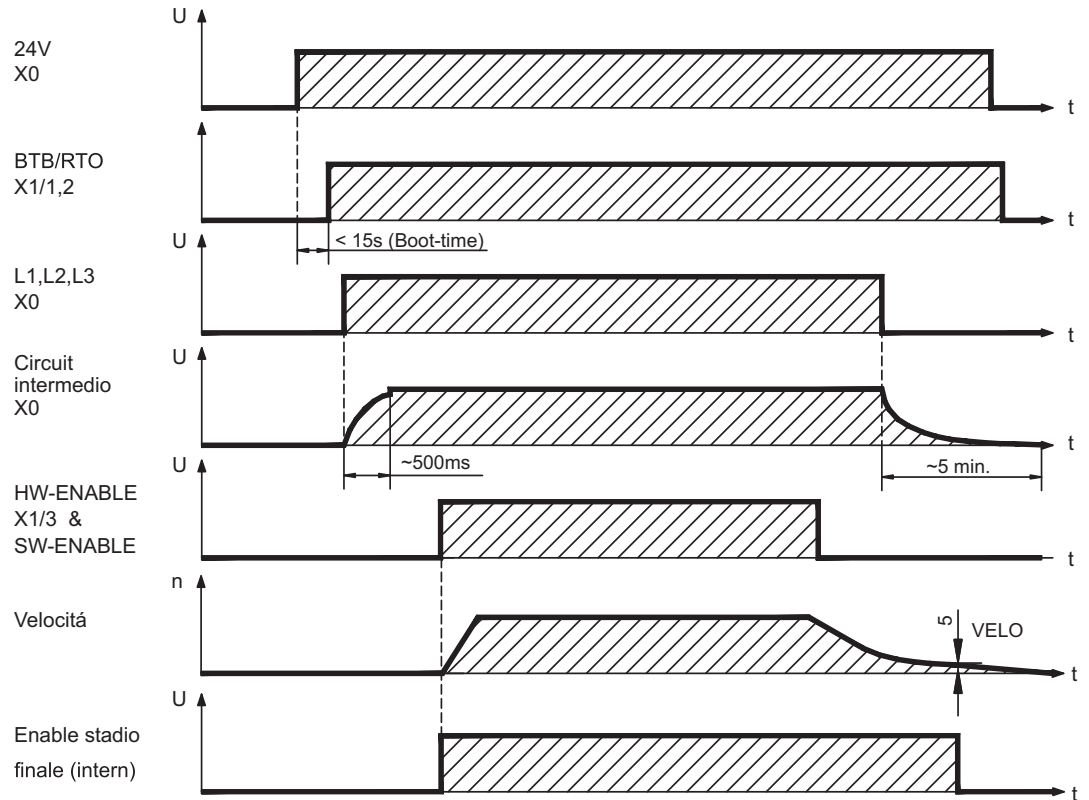 U
24V
X0
t
BTB/RTO
X1/1,2
t
< 15s (Boot-time)
U
L1,L2,L3
X0
t
U
Circuit
intermedio
X0
t
~500ms
~5 min.
U
HW-ENABLE
X1/3 &
SW-ENABLE
t
n
Velocitá
5
VELO
t
U
Enable stadio
finale (intern)
t